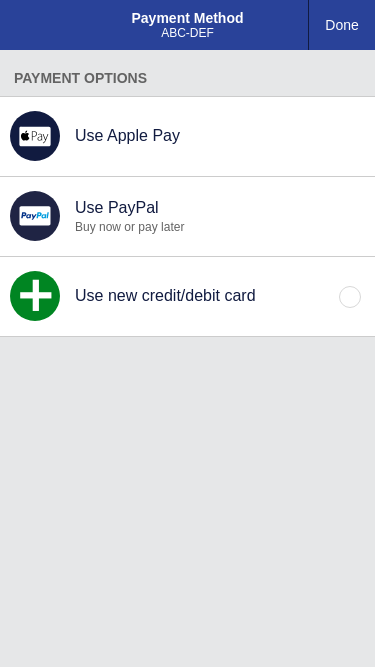 Payment Method
ABC-DEF
Done
PAYMENT OPTIONS
Pay
Use Apple Pay
PayPal
Use PayPal
Buy now or pay later
Use new credit/debit card